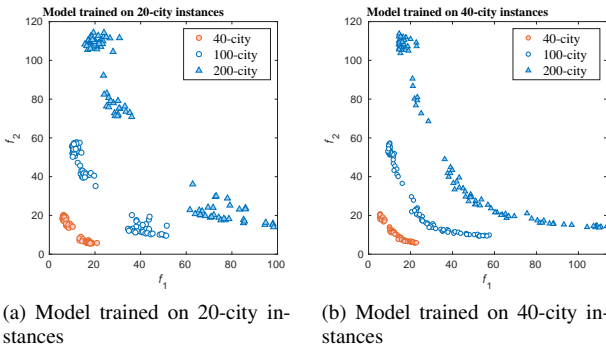 Model trained on 20-city instances
120
100
80
60
40
20
0
f2
0 20 40 60 80 100
f1
40-city
100-city
200-city
(a) Model trained on 20-city in-
stances
Model trained on 40-city instances
120
100
80
60
40
20
0
f2
0 20 40 60 80 100
f1
40-city
100-city
200-city
(b) Model trained on 40-city in-
stances